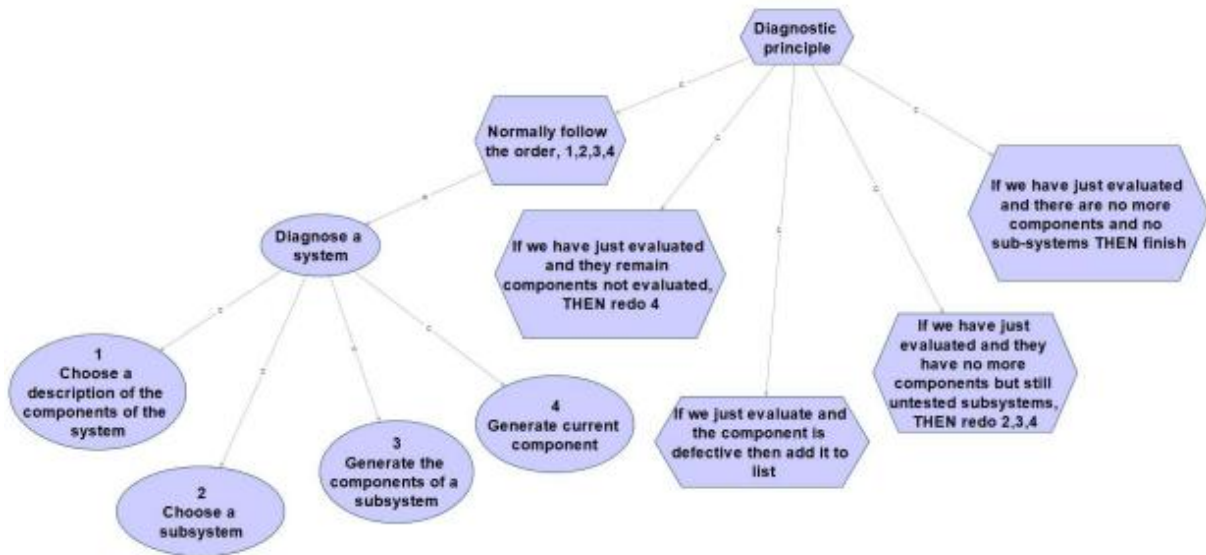 Diagnostic
principle
Normally follow
the order, 1,2,3,4
If we have just evaluated
and there are no more
components and no
sub-systems THEN finish
Diagnose a
system
If we have just evaluated
and they remain
components not evaluated,
THEN redo 4
1
Choose a
description of the
components of the
system
2
Choose a
subsystem
3
Generate the
components of a
subsystem
4
Generate current
component
If we just evaluate and
the component is
defective then add it to
list
If we have just
evaluated and they
have no more
components but still
untested subsystems,
THEN redo 2,3,4